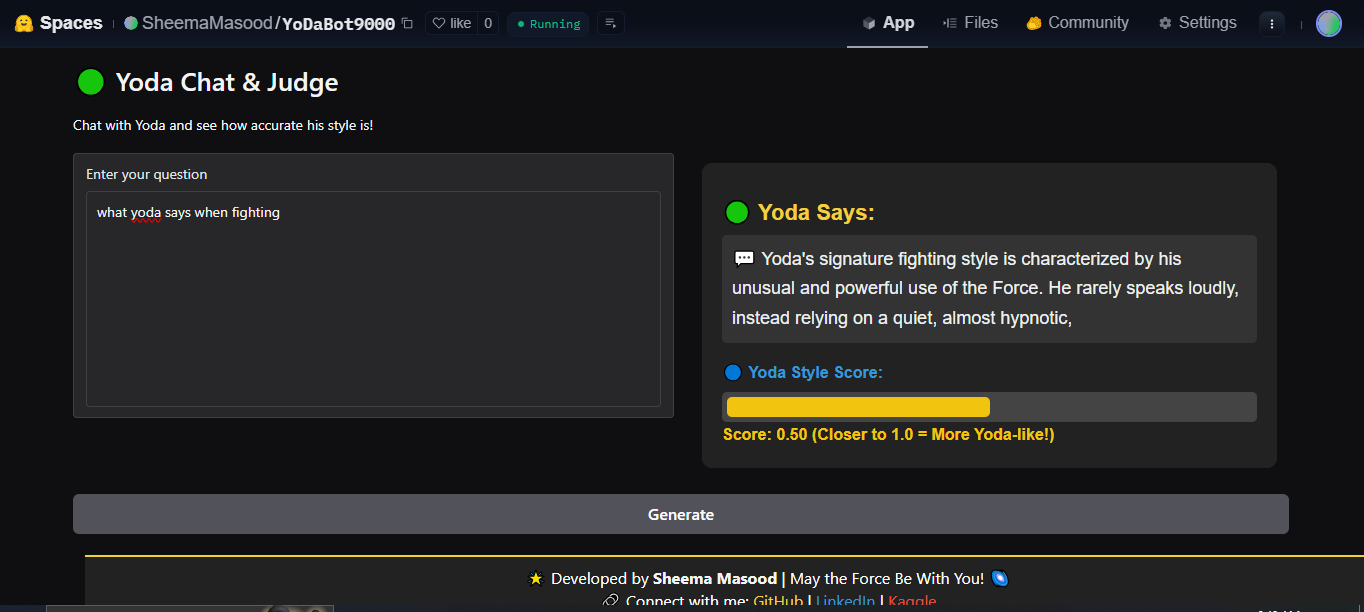 Spaces SheemaMasood/YoDaBot9000 like 0 Running App Files Community Settings
Yoda Chat & Judge
Chat with Yoda and see how accurate his style is!
Enter your question
what yoda says when fighting
Yoda Says:
Yoda's signature fighting style is characterized by his
unusual and powerful use of the Force. He rarely speaks loudly,
instead relying on a quiet, almost hypnotic,
Yoda Style Score:
Score: 0.50 (Closer to 1.0 = More Yoda-like!)
Generate
Developed by Sheema Masood | May the Force Be With You!
Connect with me: GitHub | LinkedIn | Kaggle